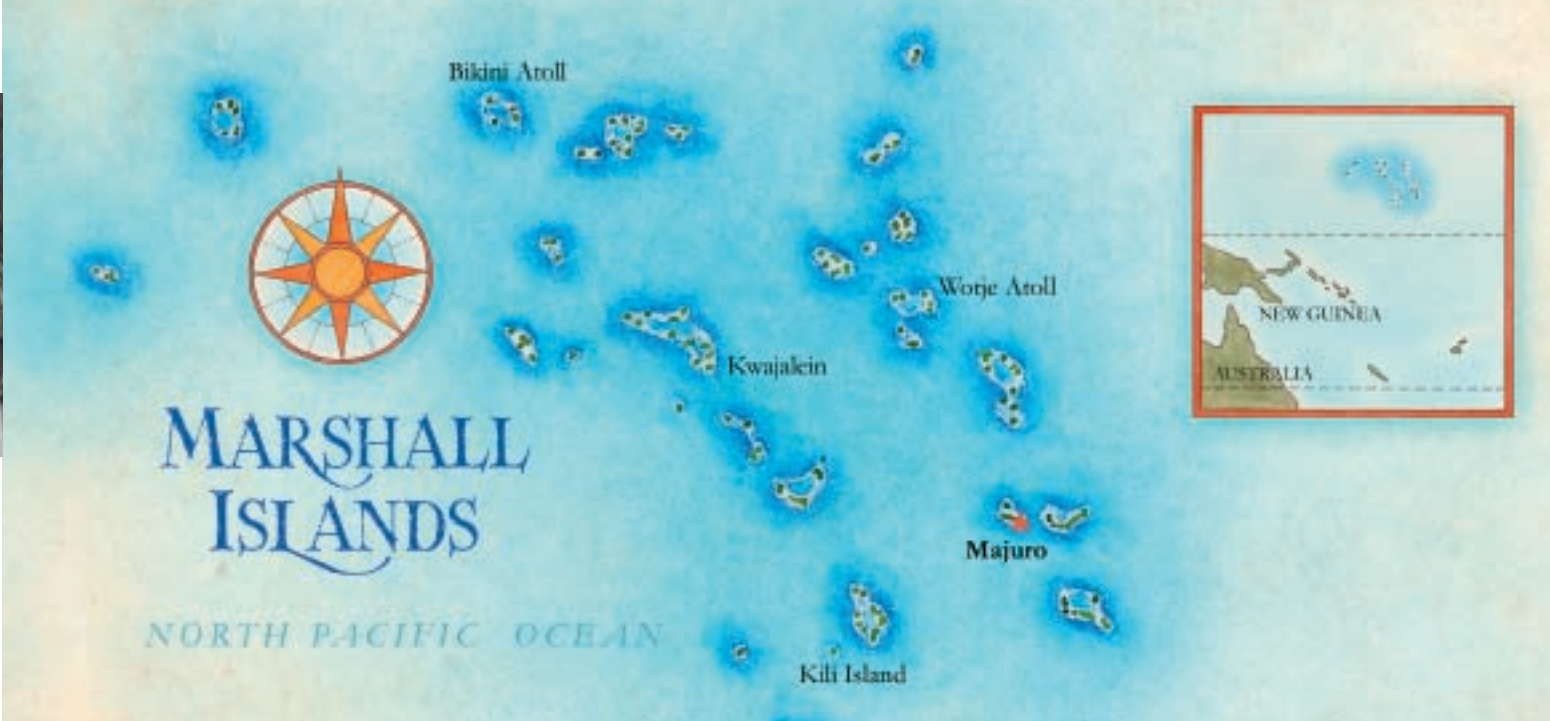 Bikini Atoll
Wotje Atoll
NEW GUINEA
Kwajalein
AUSTRALIA
MARSHALL
ISLANDS
Majuro
NORTH PACIFIC OCEAN
Kili Island